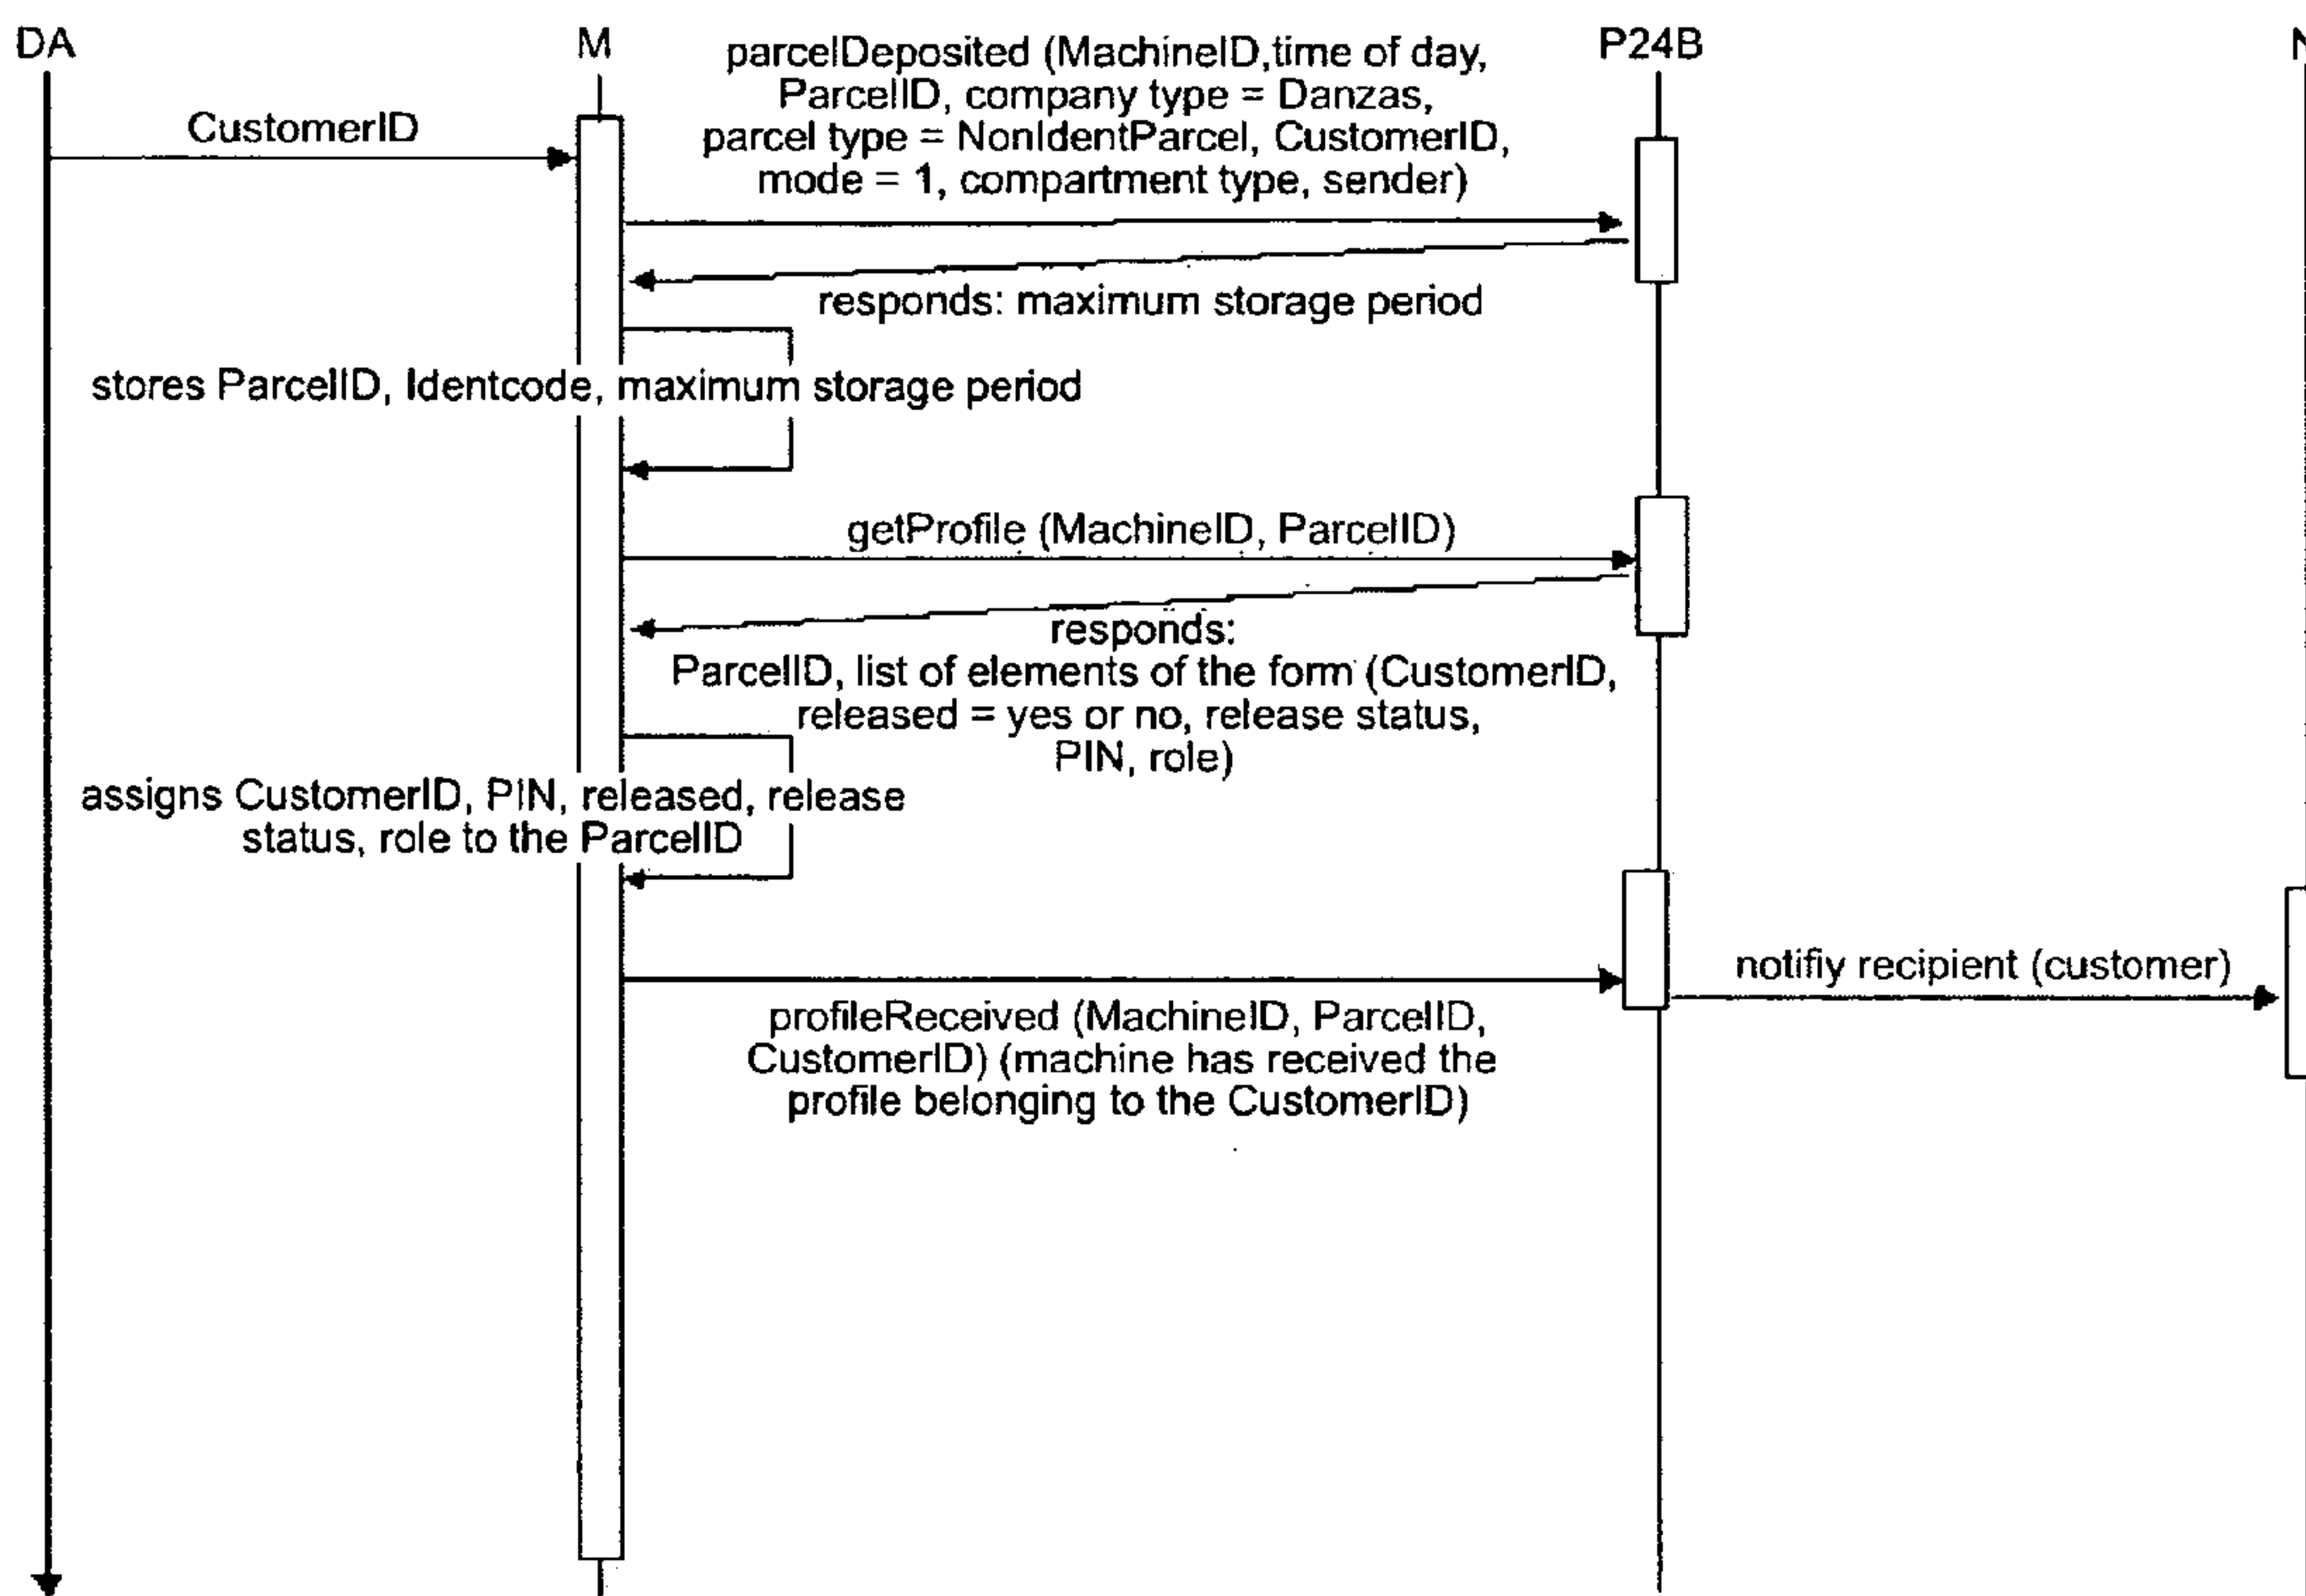 DA
M
P24B
N
parcelDeposited (MachineID,time of day,
ParcelID, company type = Danzas,
parcel type = NonIdentParcel, CustomerID,
mode = 1, compartment type, sender)
CustomerID
responds: maximum storage period
stores ParcelID, Identcode, maximum storage period
getProfile (MachineID, ParcelID)
responds:
ParcelID, list of elements of the form (CustomerID,
released = yes or no, release status,
PIN, role)
assigns CustomerID, PIN, released, release
status, role to the ParcelID
notifiy recipient (customer)
profileReceived (MachineID, ParcelID,
CustomerID) (machine has received the
profile belonging to the CustomerID)